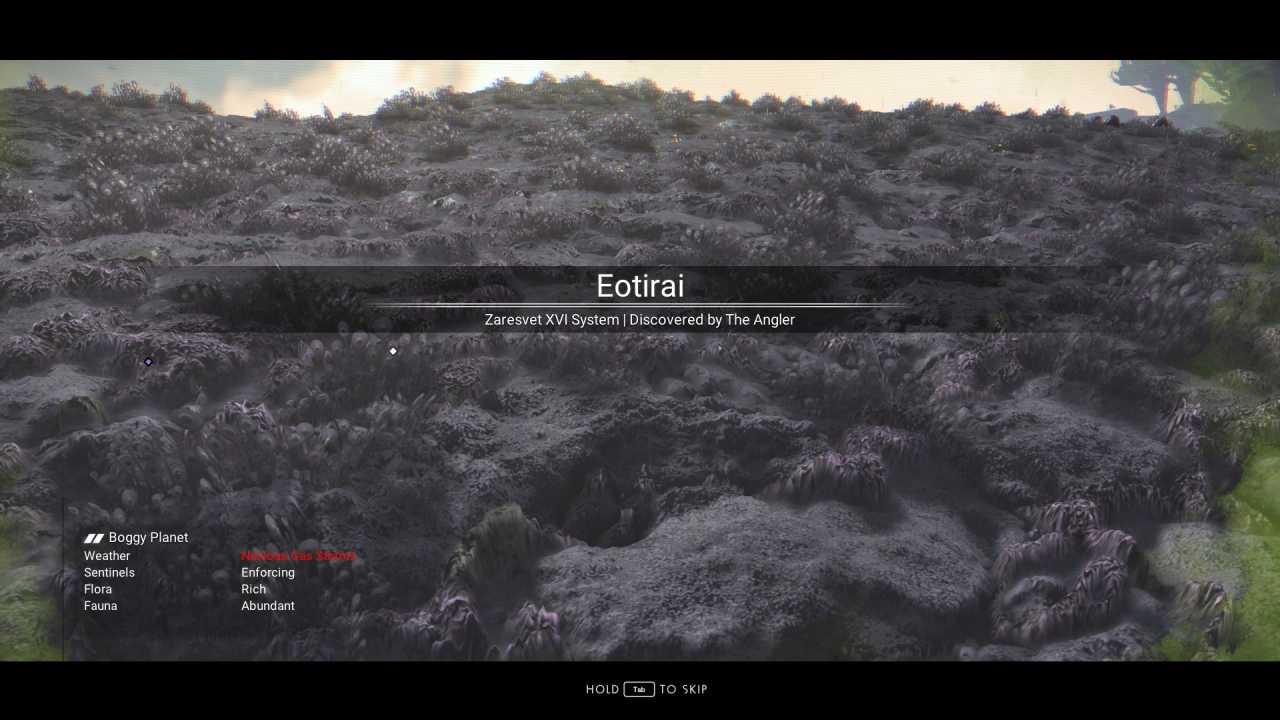 Eotirai
Zaresvet XVI System | Discovered by The Angler
Boggy Planet
Weather Noxious Gas Storms
Sentinels Enforcing
Flora Rich
Fauna Abundant
HOLD Tab TO SKIP